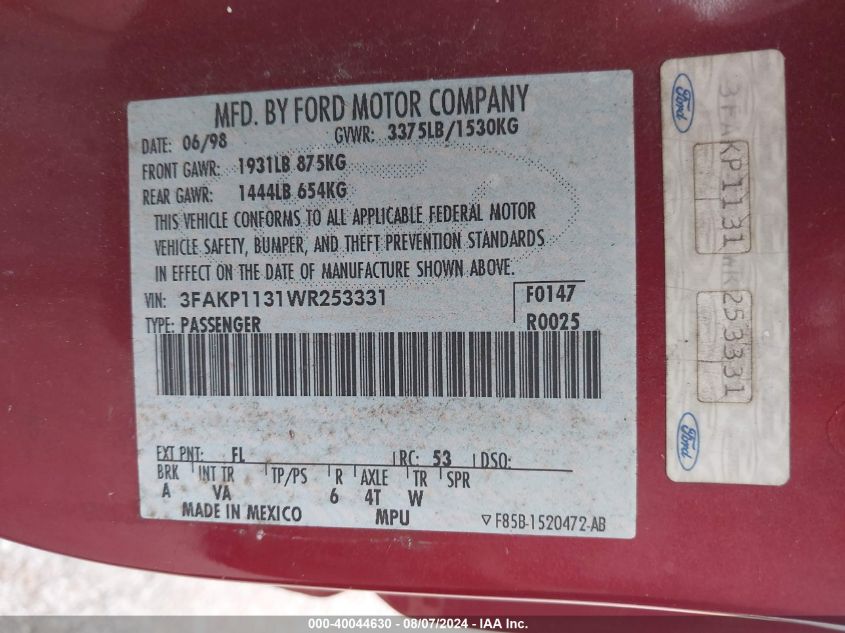 MFD. BY FORD MOTOR COMPANY
DATE: 06/98 GVWR: 3375LB/1530KG
FRONT GAWR: 1931LB 875KG
REAR GAWR: 1444LB 654KG
THIS VEHICLE CONFORMS TO ALL APPLICABLE FEDERAL MOTOR
VEHICLE SAFETY, BUMPER, AND THEFT PREVENTION STANDARDS
IN EFFECT ON THE DATE OF MANUFACTURE SHOWN ABOVE.
VIN: 3FAKP1131WR253331 F0147
TYPE: PASSENGER R0025
EXT PNT: FL RC: 53 DSO:
BRK INT TR TP/PS R AXLE TR SPR
A VA 6 4T W
MADE IN MEXICO MPU F85B-1520472-AB
Ford
3FAKP1131WR253331
Ford
000-40044630 - 08/07/2024 - IAA Inc.